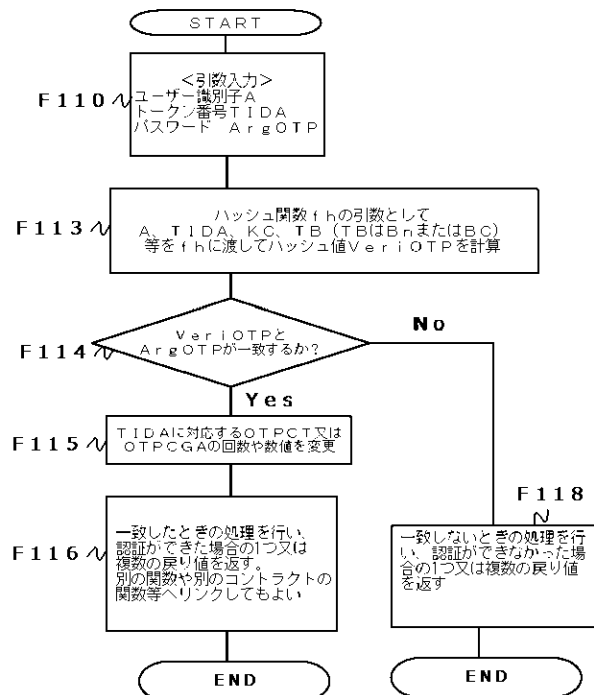 START
F110
<引数入力>
ユーザー識別子A
トークン番号TIDA
パスワード ArgOTP
F113
ハッシュ関数fhの引数として
A、TIDA、KC、TB（TBはBnまたはBC）
等をfhに渡してハッシュ値VeriOTPを計算
F114
VeriOTPと
ArgOTPが一致するか？
No
Yes
F115
TIDAに対応するOTPCT又は
OTPCGAの回数や数値を変更
F116
一致したときの処理を行い、
認証ができた場合の1つ又は
複数の戻り値を返す。
別の関数や別のコントラクトの
関数等へリンクしてもよい
F118
一致しないときの処理を行
い、認証ができなかった場
合の1つ又は複数の戻り値
を返す
END
END